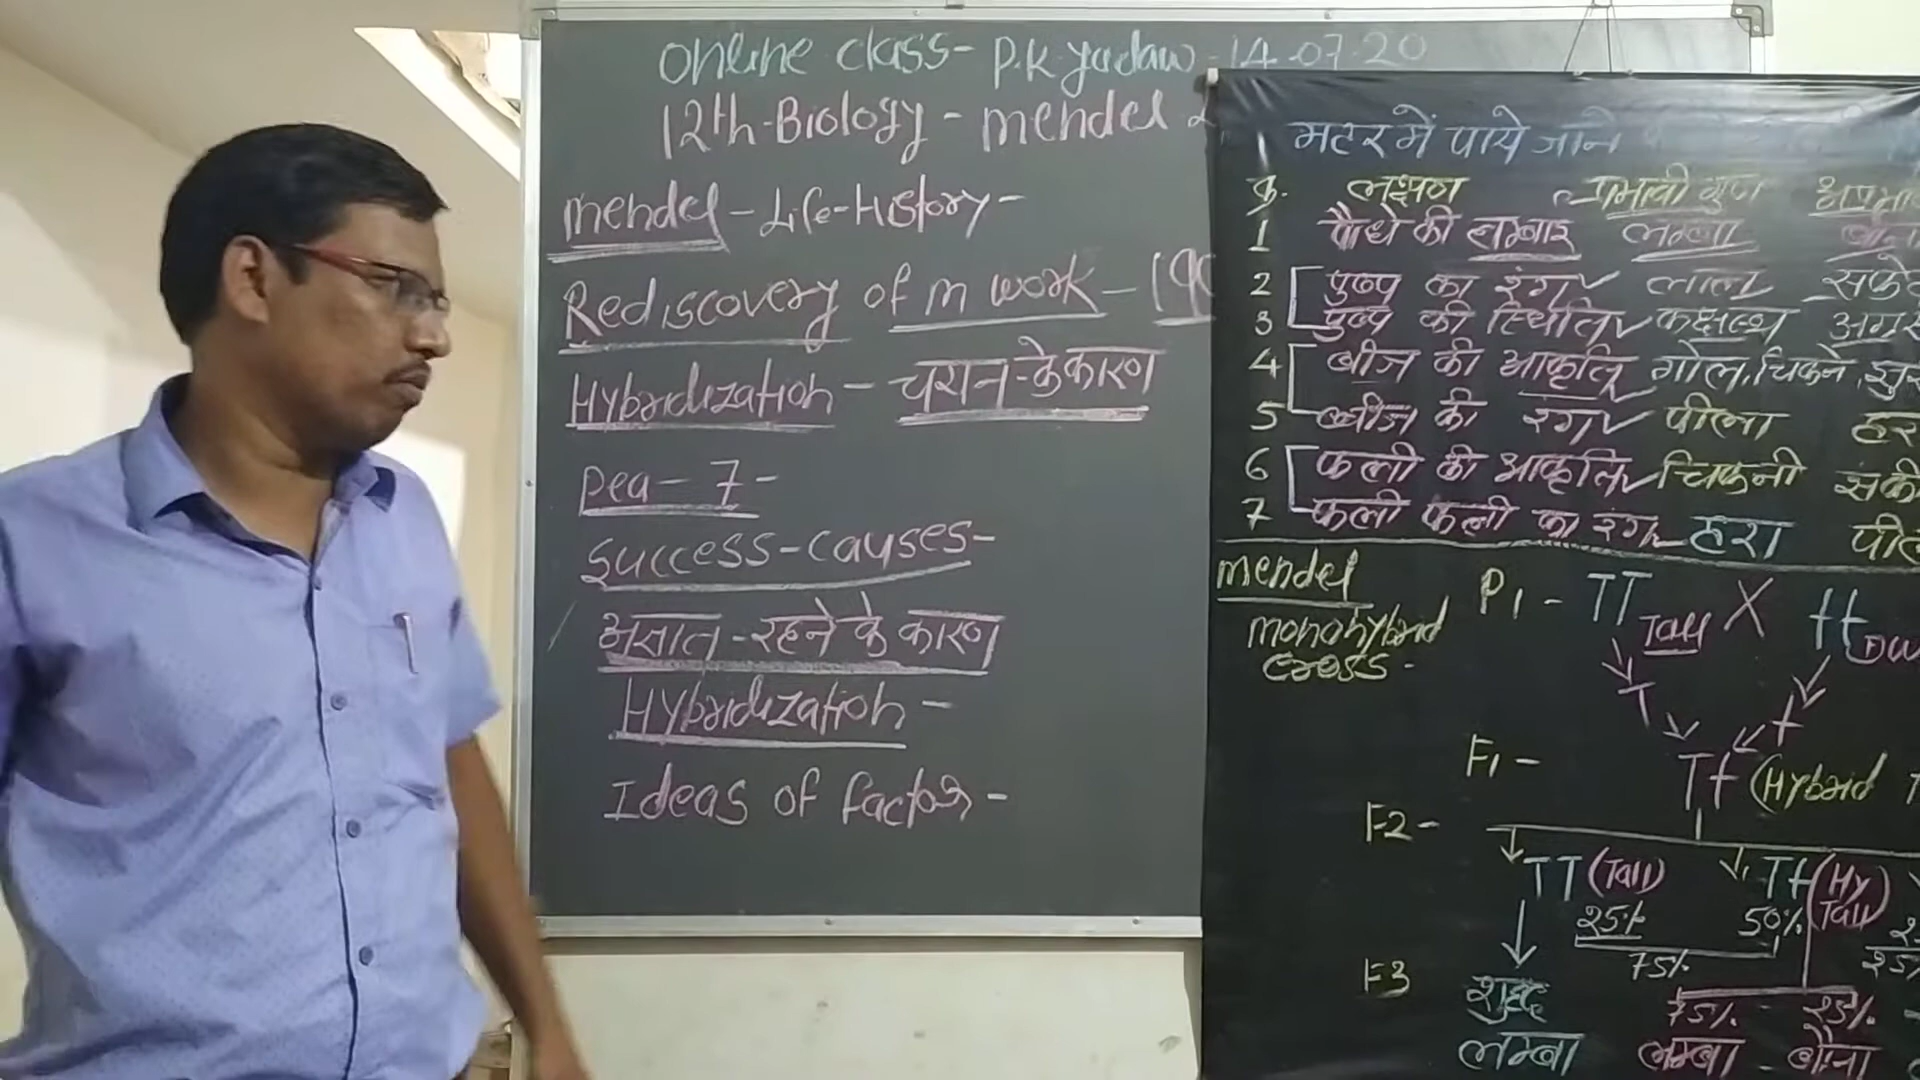 Online class- P.K. Yadaw - 14.07.20
12th-Biology - mendel
mendel - Life-History -
Rediscovery of m work - 19
Hybridization - चयन-के कारण
pea - 7 -
success-causes-
अज्ञात-रहने के कारण
Hybridization -
Ideas of factors -
मटर में पाये जाने
क्र. लक्षण प्रभावी गुण
1 पौधे की लम्बाई लम्बा
2 पुष्प का रंग लाल सफेद
3 पुष्प की स्थिति कक्षस्थ
4 बीज की आकृति गोल, चिकने
5 बीज की रंग पीला
6 फली की आकृति चिकनी
7 फली फली का रंग हरा
mendel P1 - TT Tall X tt
monohybrid
cross -
T t
F1 - Tt (Hybrid
F2 -
TT (Tall) Tt (Hy Tall)
25% 50%
75% 25%
F3 शुद्ध 75% - 25% -
लम्बा लम्बा - बौना